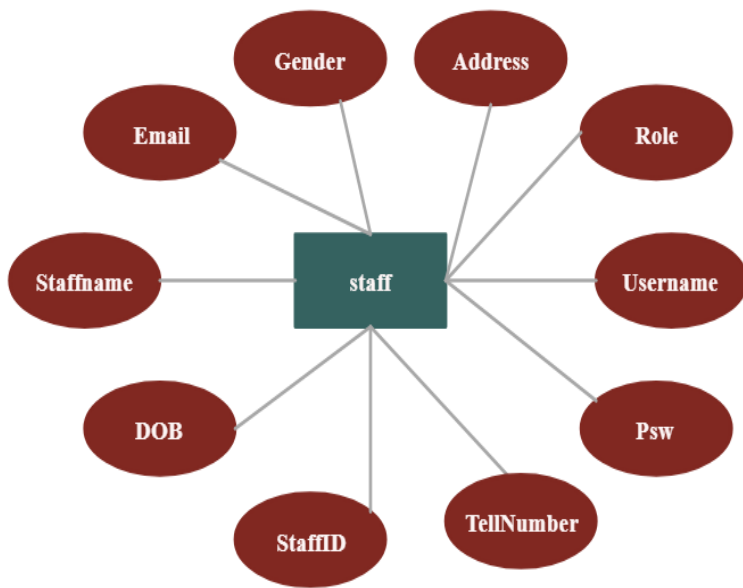 Gender
Address
Email
Role
Staffname
staff
Username
DOB
Psw
StaffID
TellNumber